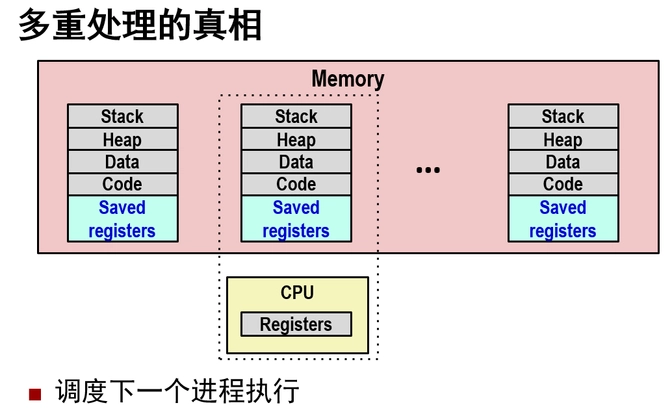 多重处理的真相
Memory
Stack
Heap
Data
Code
Saved
registers
Stack
Heap
Data
Code
Saved
registers
...
Stack
Heap
Data
Code
Saved
registers
CPU
Registers
调度下一个进程执行